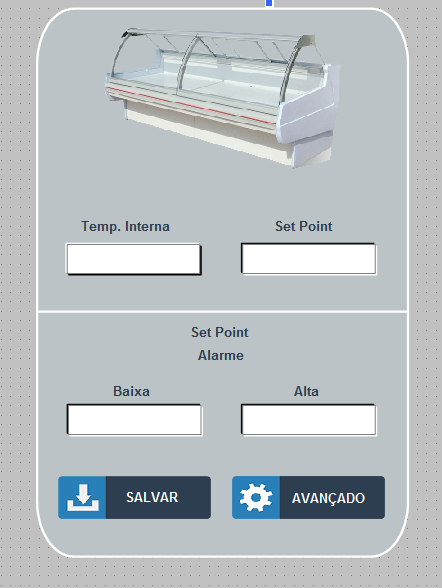 Temp. Interna
Set Point
Set Point
Alarme
Baixa
Alta
SALVAR
AVANÇADO